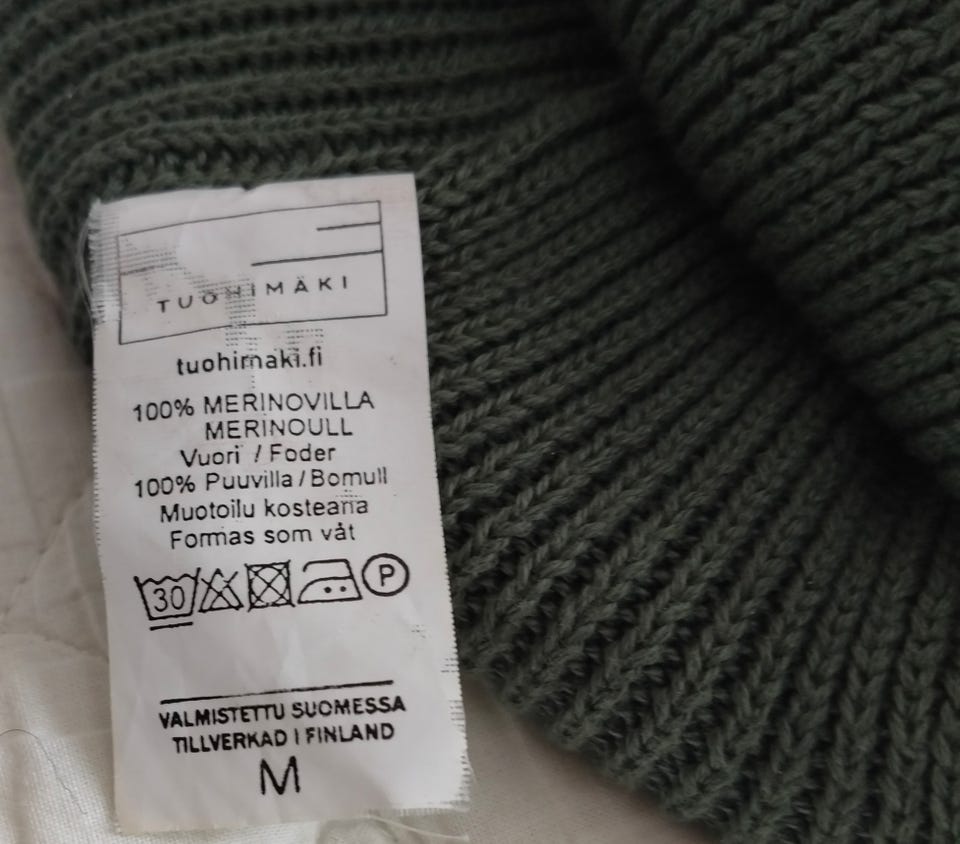 TUOHIMÄKI
tuohimaki.fi
100% MERINOVILLA
MERINOULL
Vuori / Foder
100% Puuvilla / Bomull
Muotoilu kosteana
Formas som våt
30 P
VALMISTETTU SUOMESSA
TILLVERKAD I FINLAND
M